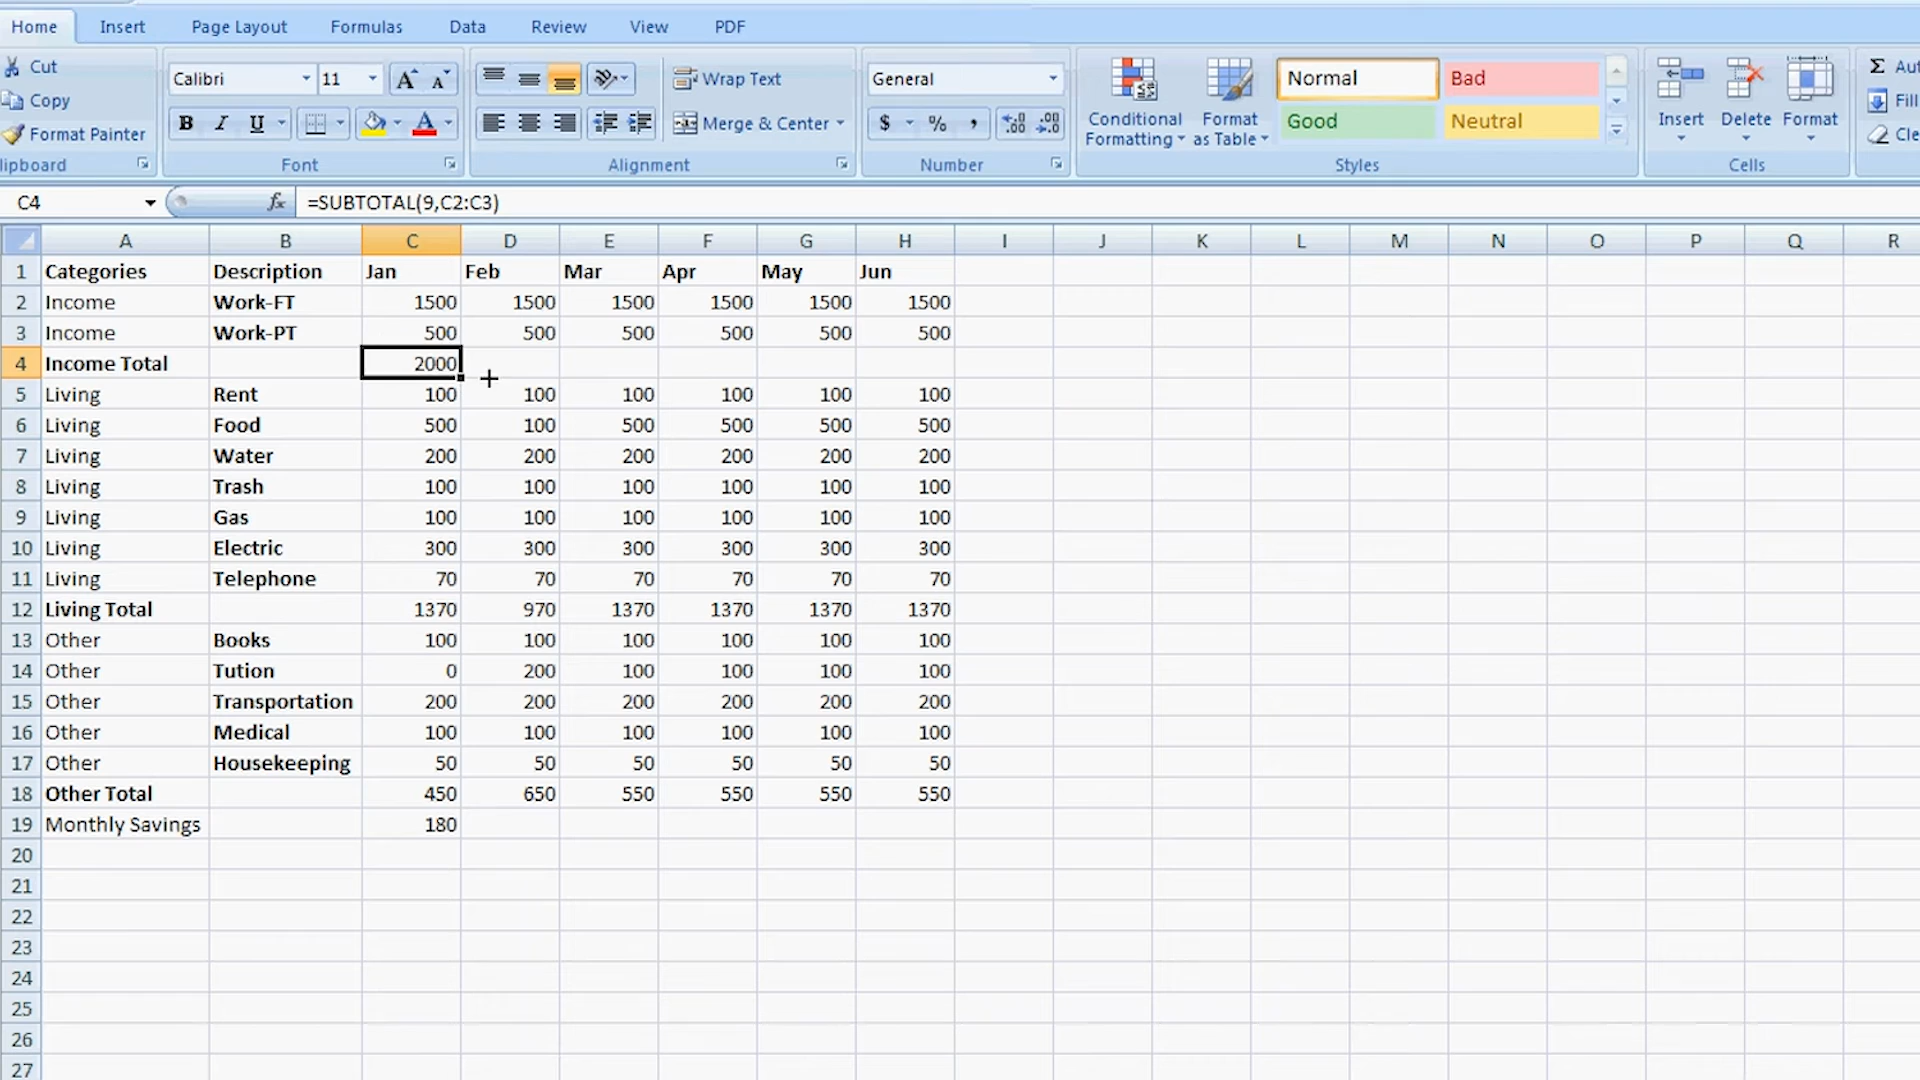 Home Insert Page Layout Formulas Data Review View PDF
Cut
Copy
Format Painter
lipboard
Calibri 11 A A
B I U A
Font
Wrap Text
Merge & Center
Alignment
General
$ % ,
Number
Conditional Formatting
Format as Table
Normal Bad
Good Neutral
Styles
Insert Delete Format
Cells
Σ Aut
Fill
Cle
C4 fx =SUBTOTAL(9,C2:C3)
A B C D E F G H I J K L M N O P Q R
1 Categories Description Jan Feb Mar Apr May Jun
2 Income Work-FT 1500 1500 1500 1500 1500 1500
3 Income Work-PT 500 500 500 500 500 500
4 Income Total 2000
5 Living Rent 100 100 100 100 100 100
6 Living Food 500 100 500 500 500 500
7 Living Water 200 200 200 200 200 200
8 Living Trash 100 100 100 100 100 100
9 Living Gas 100 100 100 100 100 100
10 Living Electric 300 300 300 300 300 300
11 Living Telephone 70 70 70 70 70 70
12 Living Total 1370 970 1370 1370 1370 1370
13 Other Books 100 100 100 100 100 100
14 Other Tution 0 200 100 100 100 100
15 Other Transportation 200 200 200 200 200 200
16 Other Medical 100 100 100 100 100 100
17 Other Housekeeping 50 50 50 50 50 50
18 Other Total 450 650 550 550 550 550
19 Monthly Savings 180
20
21
22
23
24
25
26
27